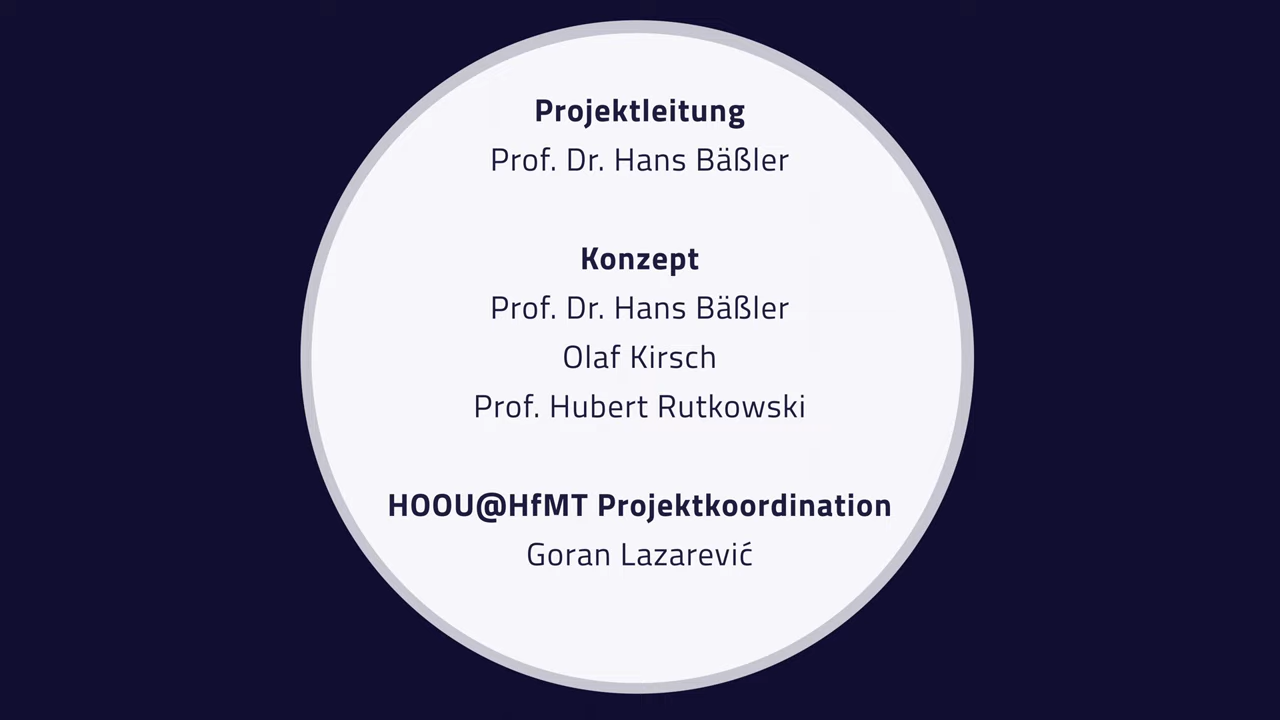 Projektleitung
Prof. Dr. Hans Bäßler
Konzept
Prof. Dr. Hans Bäßler
Olaf Kirsch
Prof. Hubert Rutkowski
HOOU@HfMT Projektkoordination
Goran Lazarević